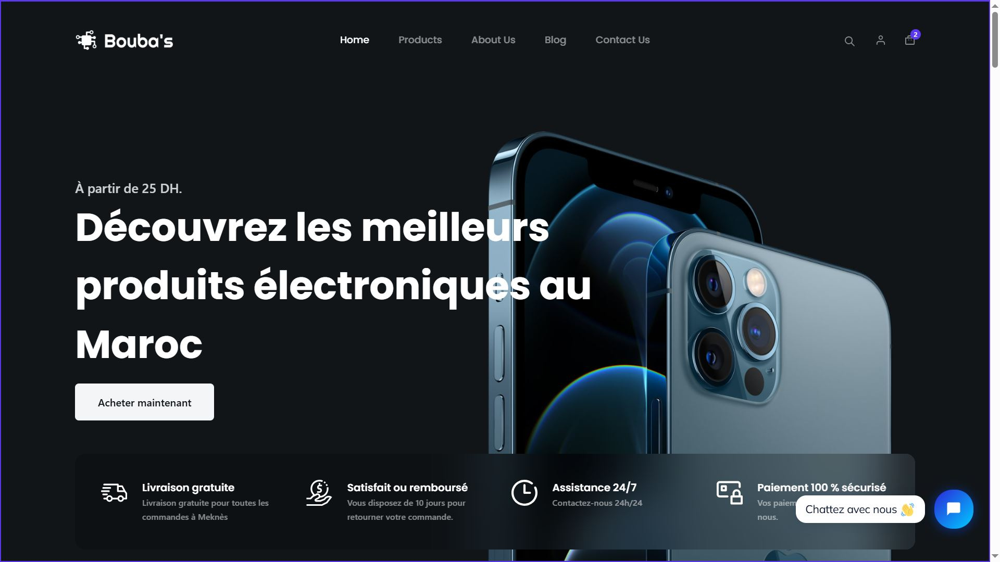 Bouba's
Home
Products
About Us
Blog
Contact Us
2
À partir de 25 DH.
Découvrez les meilleurs
produits électroniques au
Maroc
Acheter maintenant
Livraison gratuite
Livraison gratuite pour toutes les
commandes à Meknès
Satisfait ou remboursé
Vous disposez de 10 jours pour
retourner votre commande.
Assistance 24/7
Contactez-nous 24h/24
Paiement 100 % sécurisé
Vos
nous.
Chattez avec nous 👋